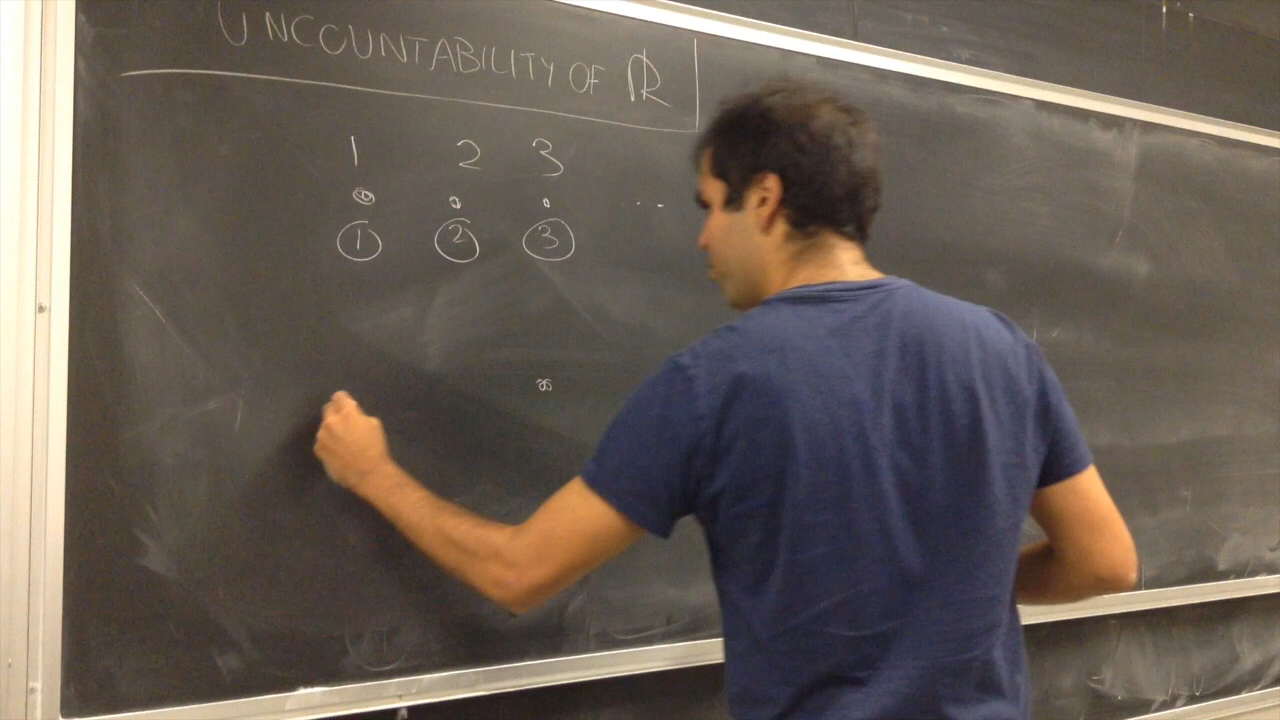 UNCOUNTABILITY OF ℝ
1 2 3
...
① ② ③